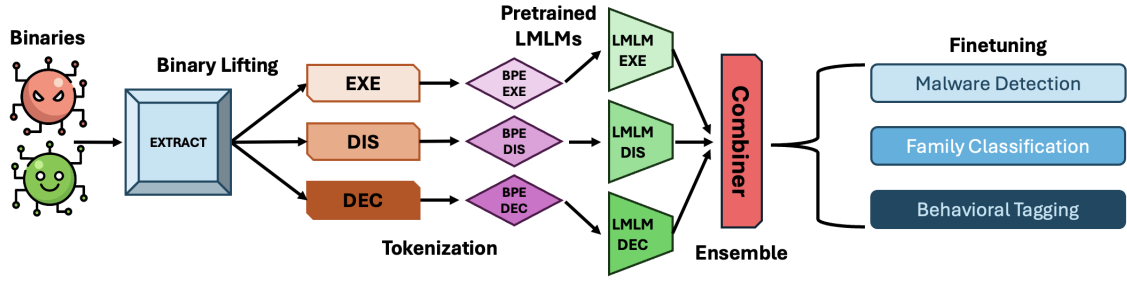 Binaries
Binary Lifting
EXTRACT
EXE
DIS
DEC
Tokenization
BPE
EXE
BPE
DIS
BPE
DEC
Pretrained
LMLMs
LMLM
EXE
LMLM
DIS
LMLM
DEC
Combiner
Ensemble
Finetuning
Malware Detection
Family Classification
Behavioral Tagging